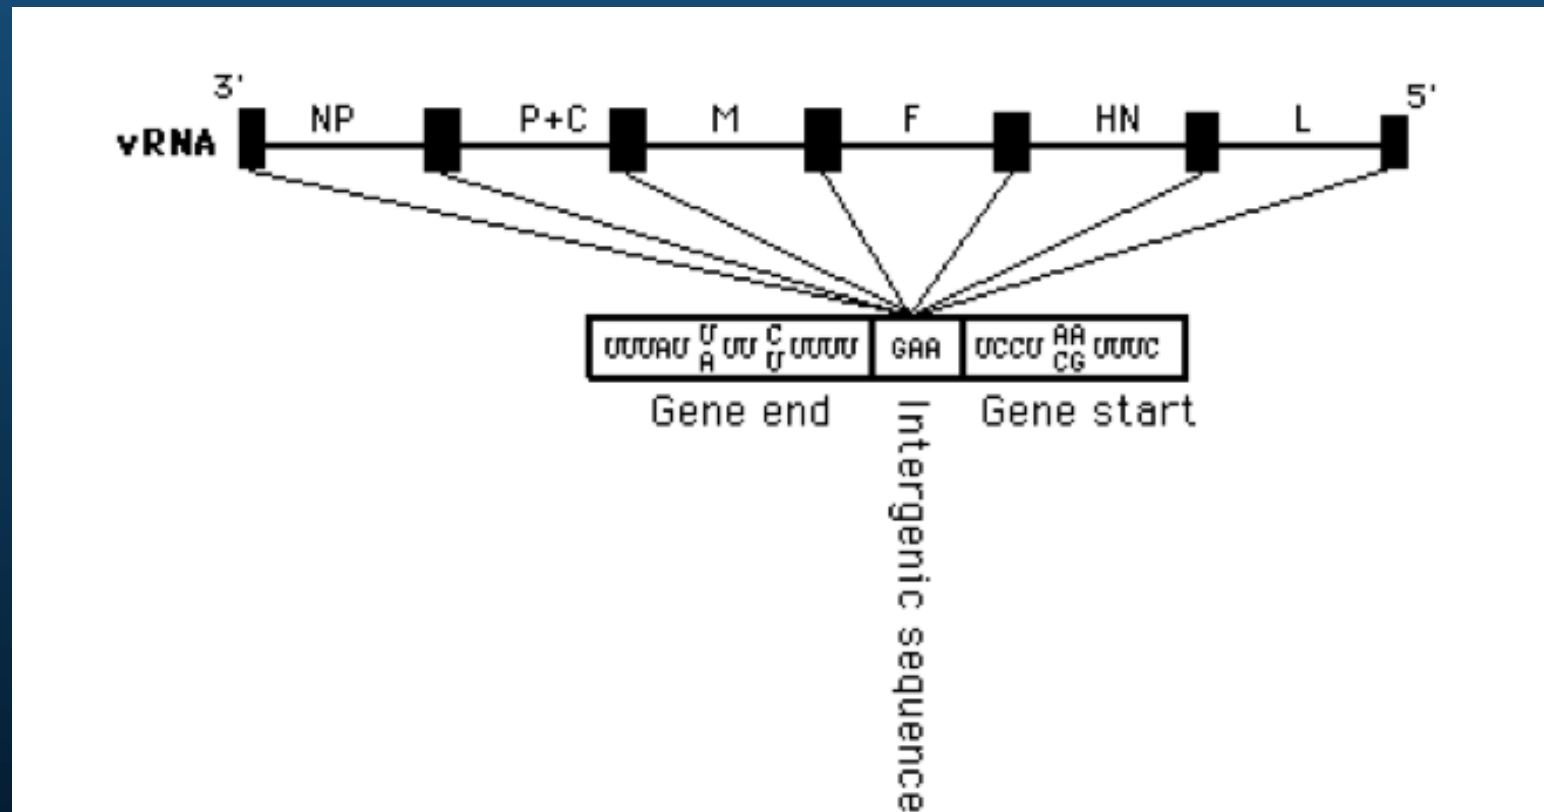 3' 5'
NP P+C M F HN L
vRNA
U C AA
UUUAU UU UUUU GAA UCCU UUUC
A U CG
Gene end Gene start
Intergenic sequence